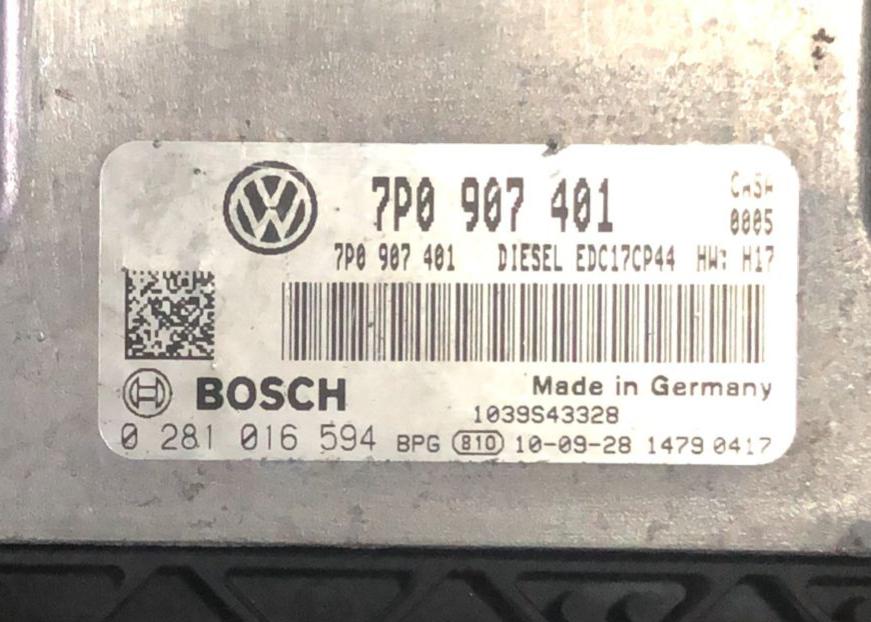 7P0 907 401
CASA
0005
7P0 907 401 DIESEL EDC17CP44 HW: H17
BOSCH
Made in Germany
1039S43328
0 281 016 594 BPG 810 10-09-28 1479 0417